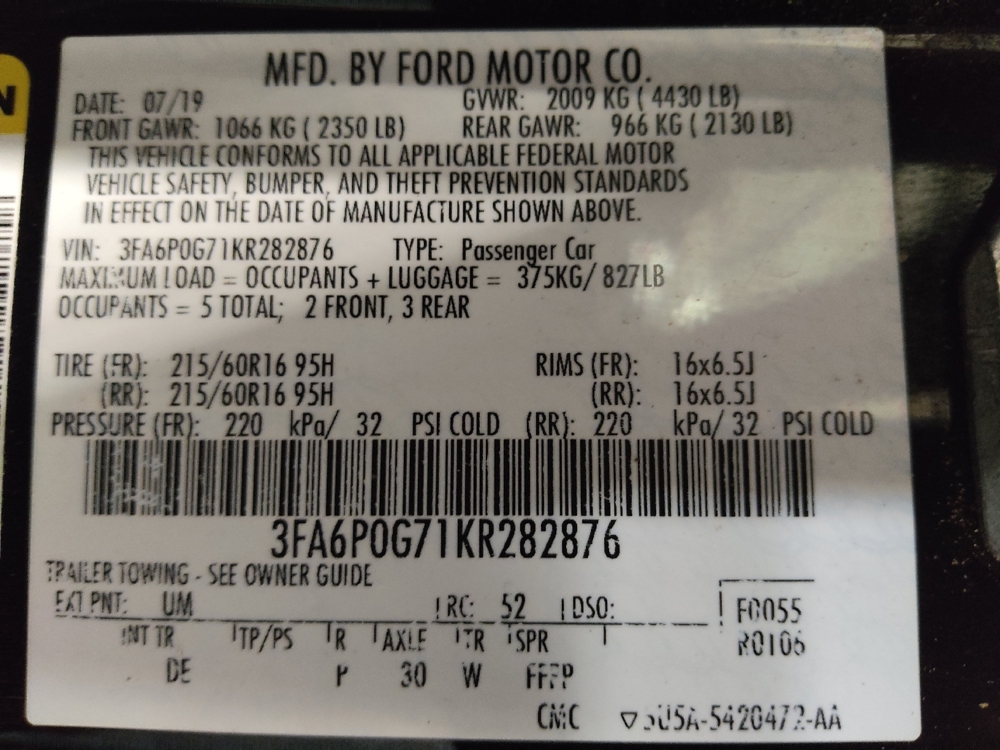 N
MFD. BY FORD MOTOR CO.
DATE: 07/19 GVWR: 2009 KG ( 4430 LB)
FRONT GAWR: 1066 KG ( 2350 LB) REAR GAWR: 966 KG ( 2130 LB)
THIS VEHICLE CONFORMS TO ALL APPLICABLE FEDERAL MOTOR
VEHICLE SAFETY, BUMPER, AND THEFT PREVENTION STANDARDS
IN EFFECT ON THE DATE OF MANUFACTURE SHOWN ABOVE.
VIN: 3FA6P0G71KR282876 TYPE: Passenger Car
MAXIMUM LOAD = OCCUPANTS + LUGGAGE = 375KG/ 827LB
OCCUPANTS = 5 TOTAL; 2 FRONT, 3 REAR
TIRE (FR): 215/60R16 95H RIMS (FR): 16x6.5J
(RR): 215/60R16 95H (RR): 16x6.5J
PRESSURE (FR): 220 kPa/ 32 PSI COLD (RR): 220 kPa/ 32 PSI COLD
3FA6P0G71KR282876
TRAILER TOWING - SEE OWNER GUIDE
EXT PNT: UM RC: 52 DSO: F0055
INT TR TP/PS R AXLE TR SPR R0106
DE P 30 W FFFP
CMC